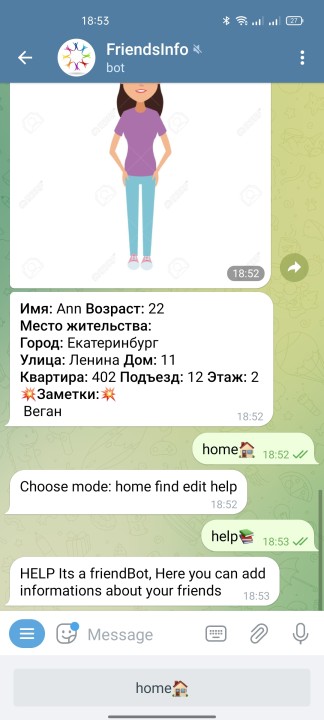 18:53
27
FriendsInfo
bot
18:52
Имя: Ann Возраст: 22
Место жительства:
Город: Екатеринбург
Улица: Ленина Дом: 11
Квартира: 402 Подъезд: 12 Этаж: 2
💥Заметки:💥
Веган
18:52
home🏠 18:52
Choose mode: home find edit help
18:52
help📚 18:53
HELP Its a friendBot, Here you can add
informations about your friends
18:53
Message
home🏠